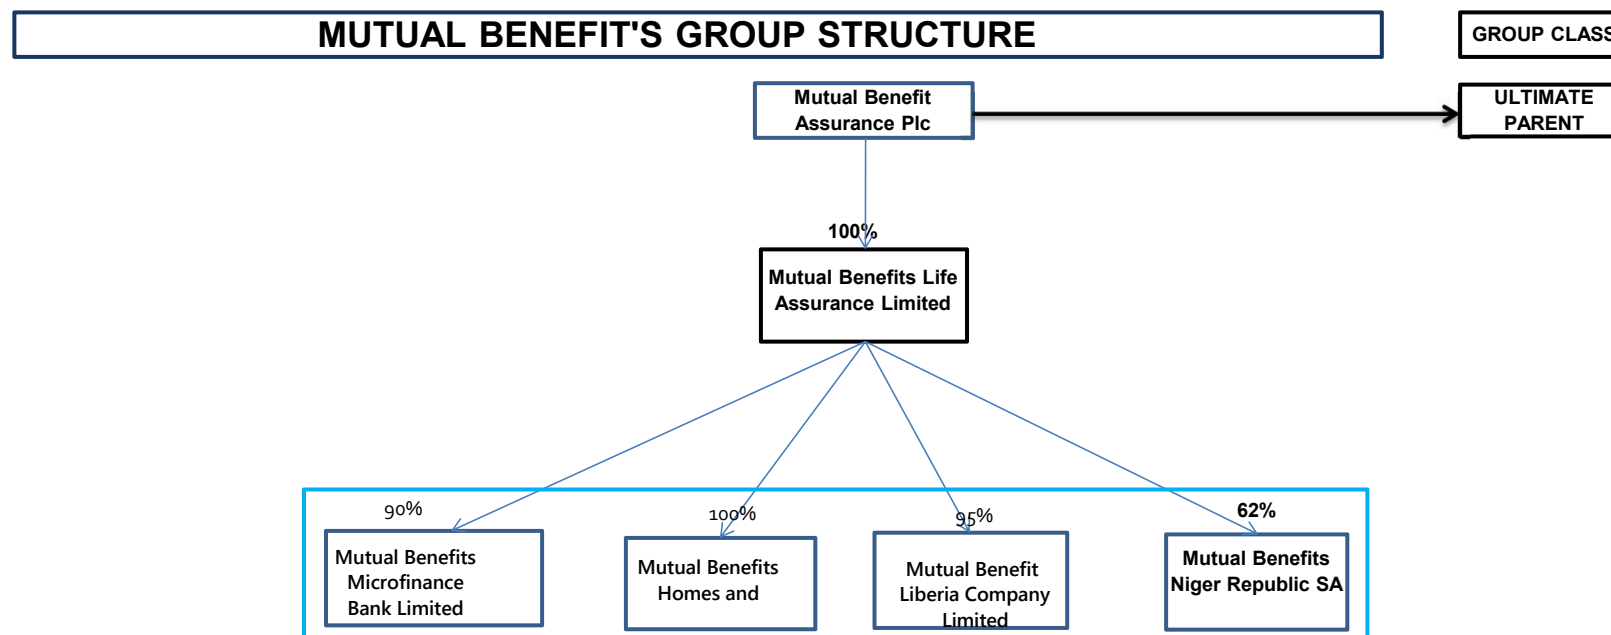 MUTUAL BENEFIT'S GROUP STRUCTURE
GROUP CLASS
Mutual Benefit
Assurance Plc
ULTIMATE
PARENT
100%
Mutual Benefits Life
Assurance Limited
90%
100%
95%
62%
Mutual Benefits
Microfinance
Bank Limited
Mutual Benefits
Homes and
Mutual Benefit
Liberia Company
Limited
Mutual Benefits
Niger Republic SA